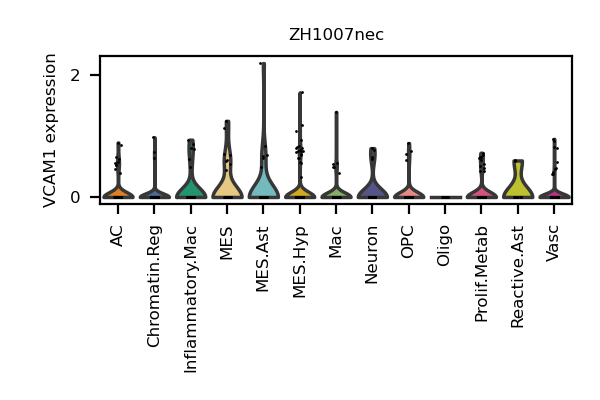 ZH1007nec
VCAM1 expression
2
0
AC
Chromatin.Reg
Inflammatory.Mac
MES
MES.Ast
MES.Hyp
Mac
Neuron
OPC
Oligo
Prolif.Metab
Reactive.Ast
Vasc